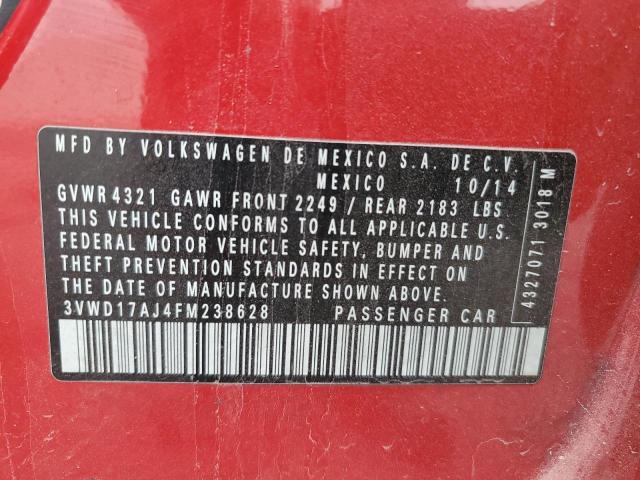 MFD BY VOLKSWAGEN DE MEXICO S.A. DE C.V.
MEXICO 10/14
GVWR 4321 GAWR FRONT 2249 / REAR 2183 LBS
THIS VEHICLE CONFORMS TO ALL APPLICABLE U.S.
FEDERAL MOTOR VEHICLE SAFETY, BUMPER AND
THEFT PREVENTION STANDARDS IN EFFECT ON
THE DATE OF MANUFACTURE SHOWN ABOVE.
3VWD17AJ4FM238628 PASSENGER CAR
4327071 3018 M